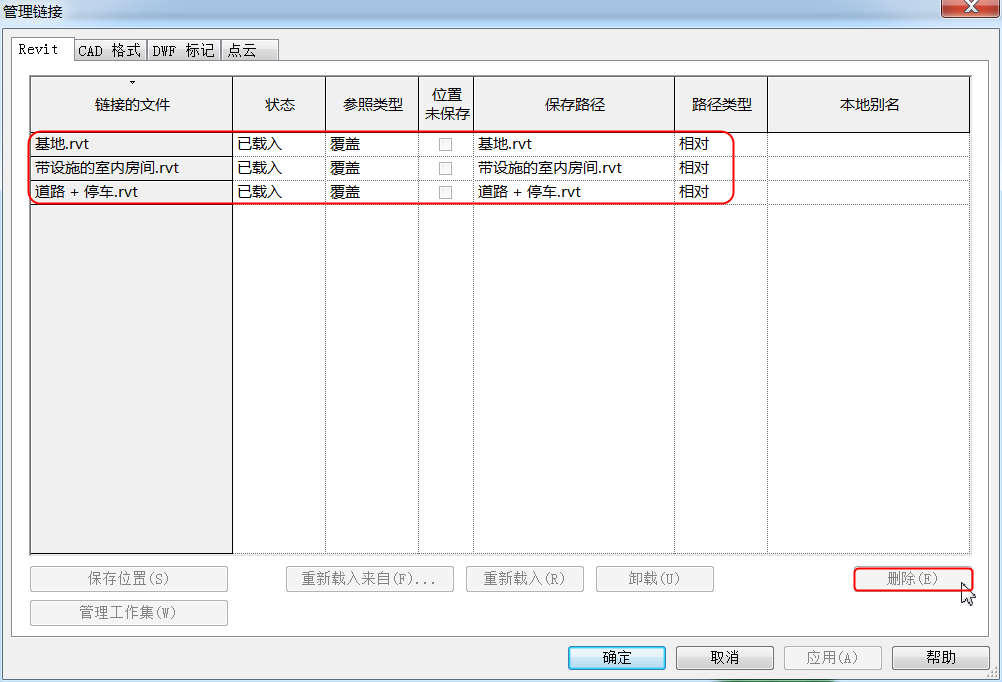 管理链接
Revit CAD 格式 DWF 标记 点云
链接的文件 状态 参照类型 位置未保存 保存路径 路径类型 本地别名
基地.rvt 已载入 覆盖 基地.rvt 相对
带设施的室内房间.rvt 已载入 覆盖 带设施的室内房间.rvt 相对
道路 + 停车.rvt 已载入 覆盖 道路 + 停车.rvt 相对
保存位置(S) 重新载入来自(F)... 重新载入(R) 卸载(U) 删除(E)
管理工作集(W)
确定 取消 应用(A) 帮助